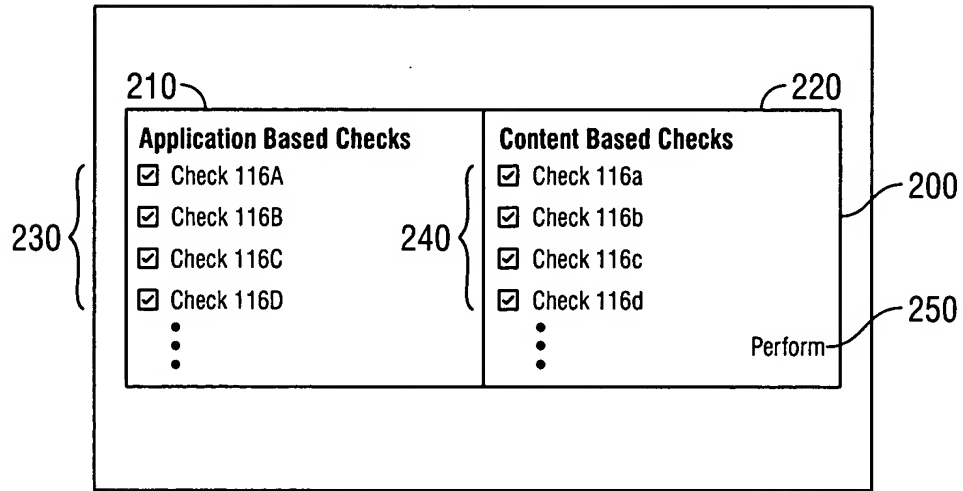 210
220
Application Based Checks
Content Based Checks
Check 116A
Check 116a
200
Check 116B
Check 116b
230
240
Check 116C
Check 116c
Check 116D
Check 116d
250
Perform